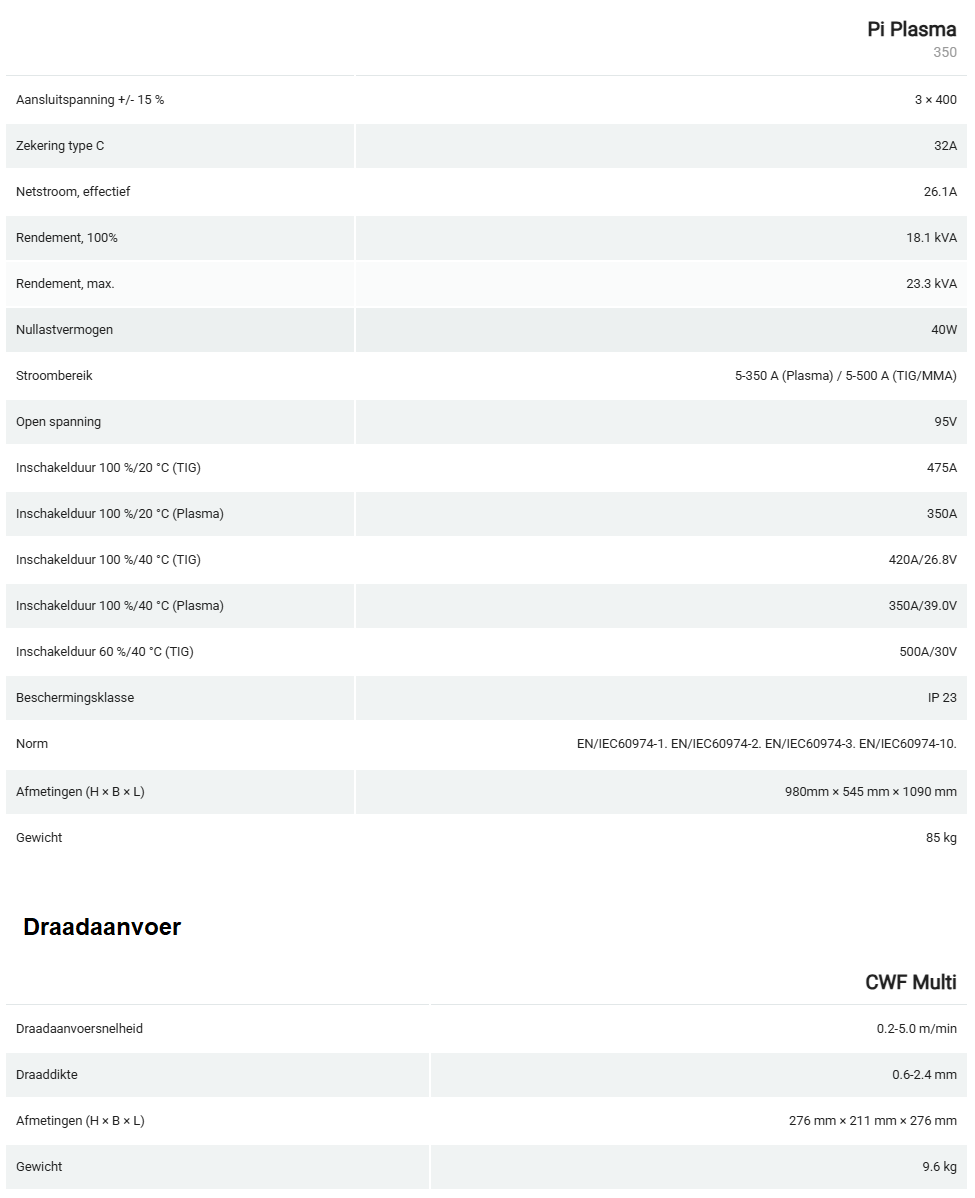 Pi Plasma
350
Aansluitspanning +/- 15 % 3 × 400
Zekering type C 32A
Netstroom, effectief 26.1A
Rendement, 100% 18.1 kVA
Rendement, max. 23.3 kVA
Nullastvermogen 40W
Stroombereik 5-350 A (Plasma) / 5-500 A (TIG/MMA)
Open spanning 95V
Inschakelduur 100 %/20 °C (TIG) 475A
Inschakelduur 100 %/20 °C (Plasma) 350A
Inschakelduur 100 %/40 °C (TIG) 420A/26.8V
Inschakelduur 100 %/40 °C (Plasma) 350A/39.0V
Inschakelduur 60 %/40 °C (TIG) 500A/30V
Beschermingsklasse IP 23
Norm EN/IEC60974-1. EN/IEC60974-2. EN/IEC60974-3. EN/IEC60974-10.
Afmetingen (H × B × L) 980mm × 545 mm × 1090 mm
Gewicht 85 kg
Draadaanvoer
CWF Multi
Draadaanvoersnelheid 0.2-5.0 m/min
Draaddikte 0.6-2.4 mm
Afmetingen (H × B × L) 276 mm × 211 mm × 276 mm
Gewicht 9.6 kg